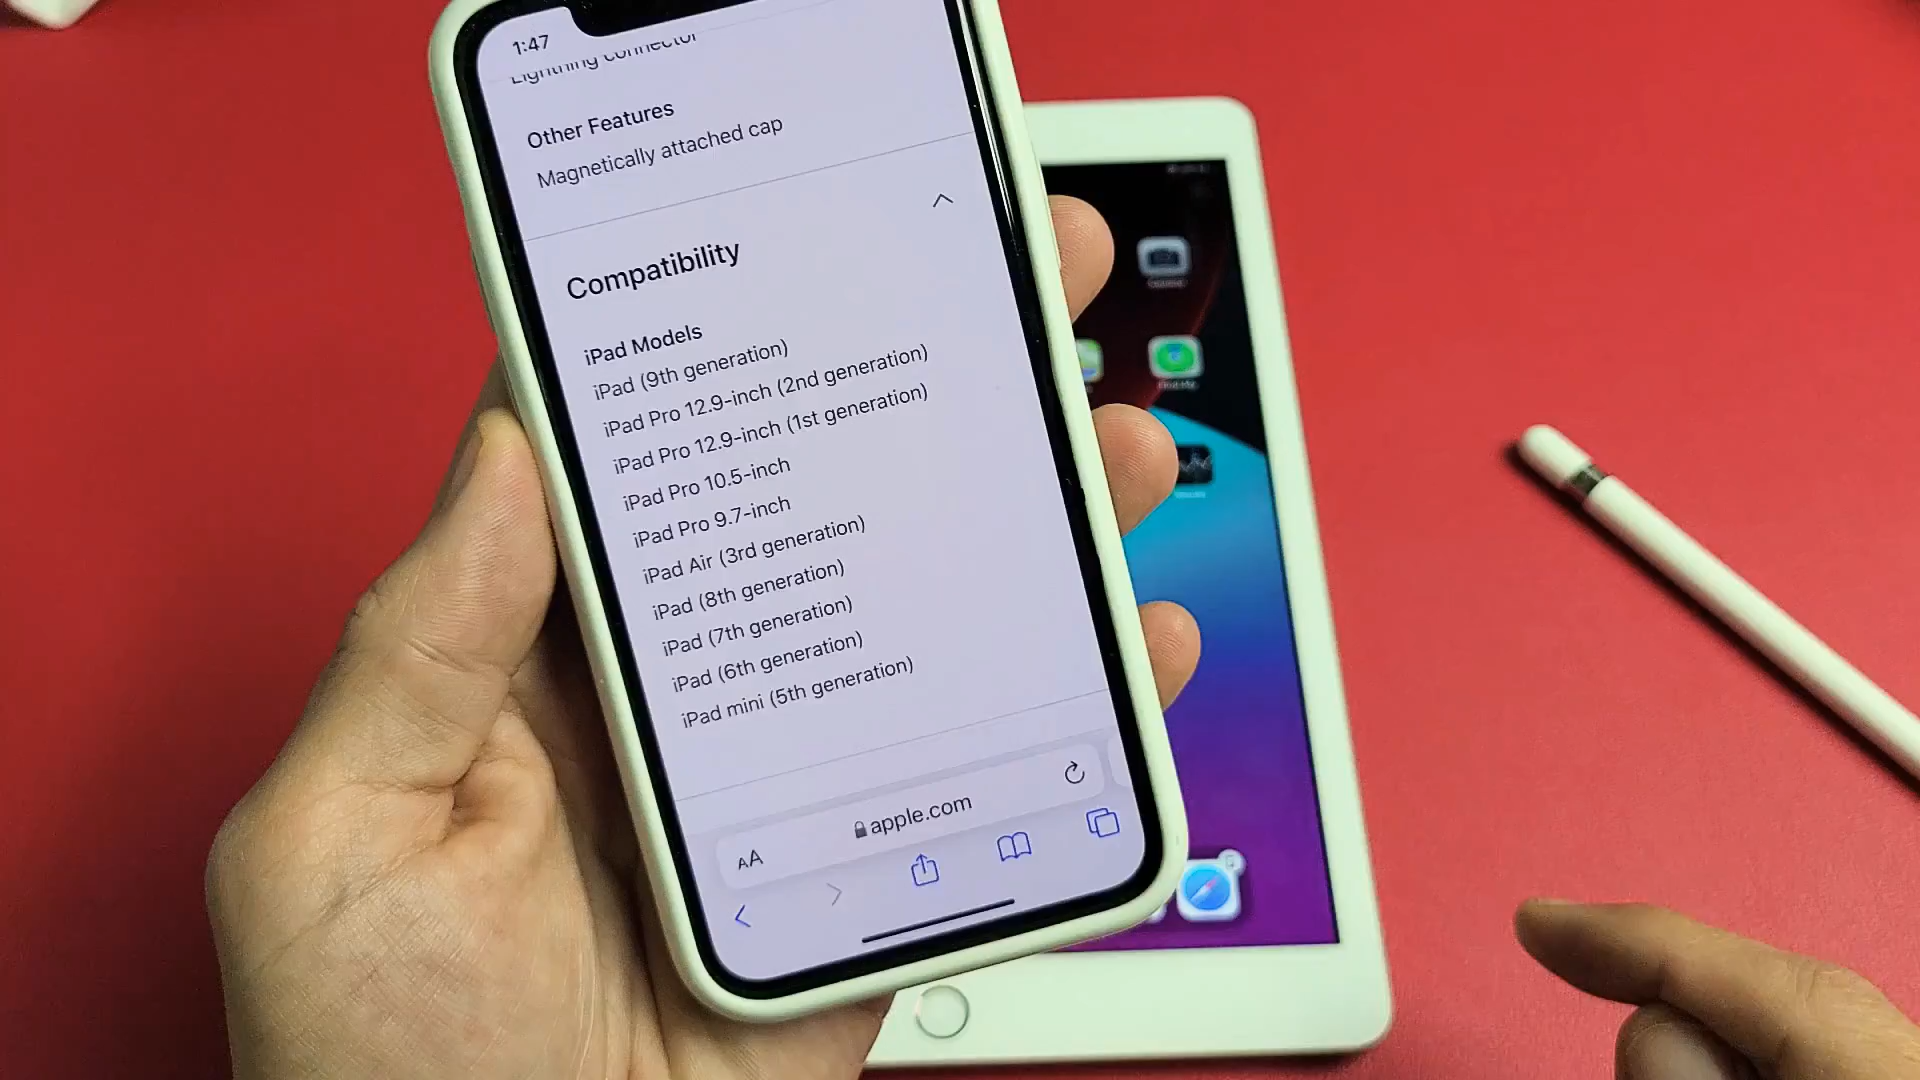 1:47
Lightning connector
Other Features
Magnetically attached cap
Compatibility
iPad Models
iPad (9th generation)
iPad Pro 12.9-inch (2nd generation)
iPad Pro 12.9-inch (1st generation)
iPad Pro 10.5-inch
iPad Pro 9.7-inch
iPad Air (3rd generation)
iPad (8th generation)
iPad (7th generation)
iPad (6th generation)
iPad mini (5th generation)
AA
apple.com